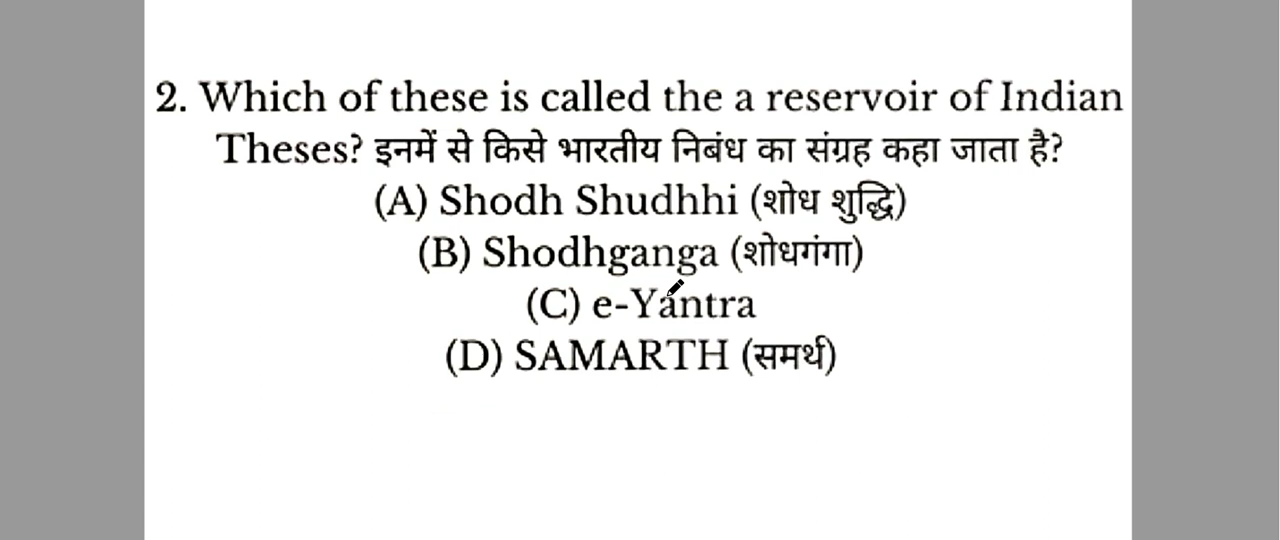 2. Which of these is called the a reservoir of Indian
Theses? इनमें से किसे भारतीय निबंध का संग्रह कहा जाता है?
(A) Shodh Shudhhi (शोध शुद्धि)
(B) Shodhganga (शोधगंगा)
(C) e-Yantra
(D) SAMARTH (समर्थ)